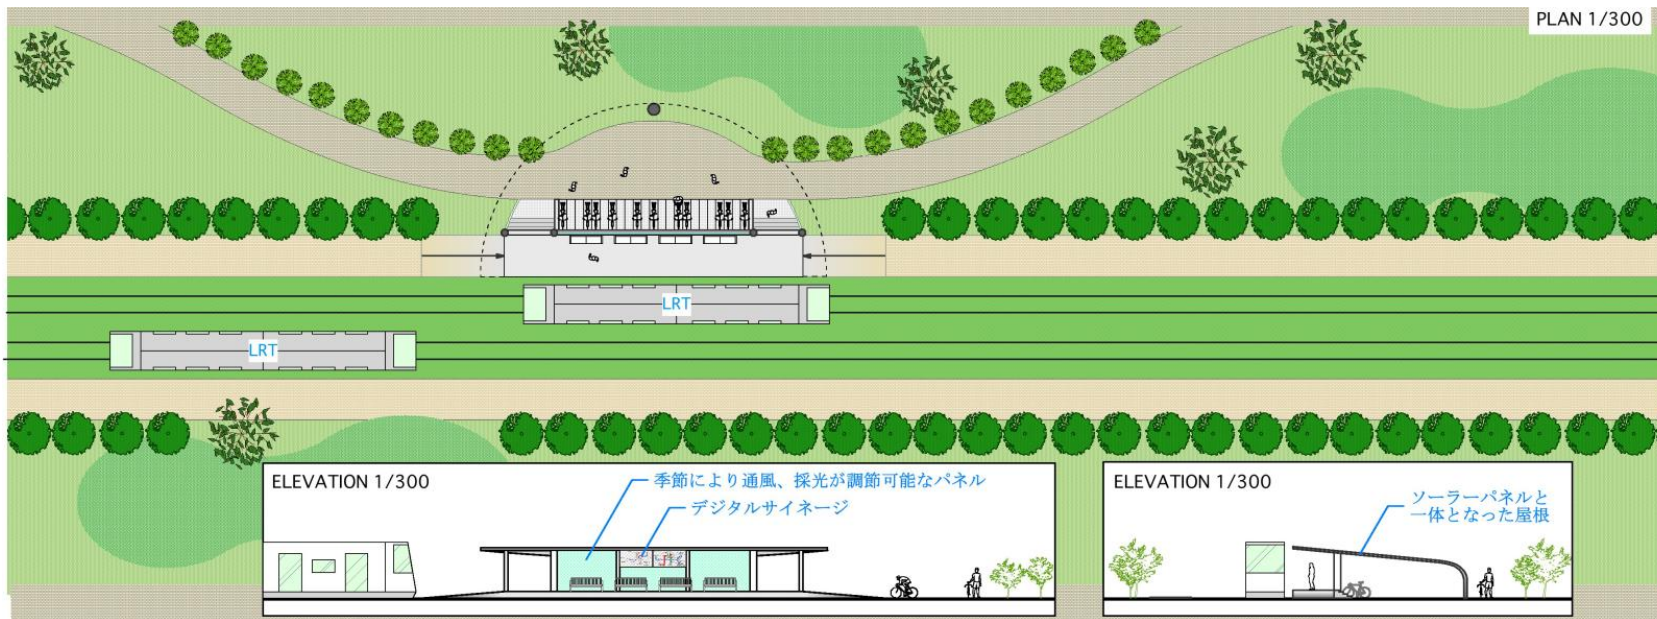 PLAN 1/300
LRT
LRT
ELEVATION 1/300
季節により通風、採光が調節可能なパネル
デジタルサイネージ
ELEVATION 1/300
ソーラーパネルと
一体となった屋根